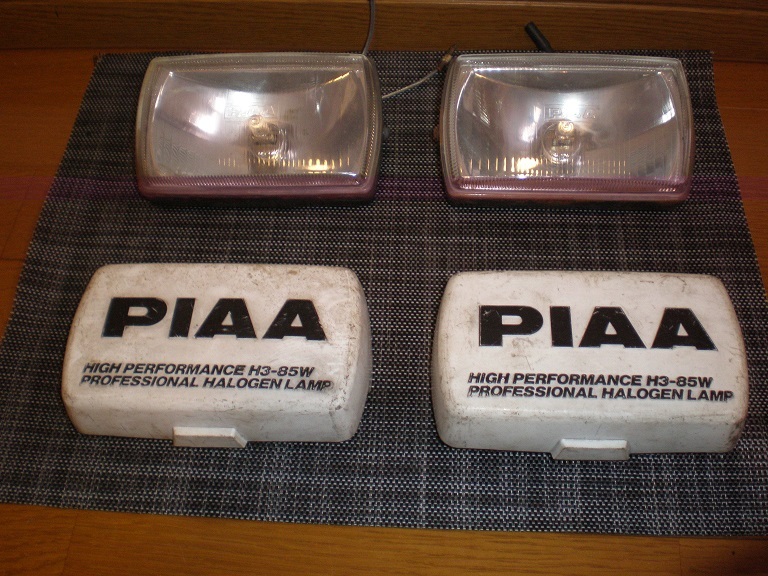 PIAA
HIGH PERFORMANCE H3-85W
PROFESSIONAL HALOGEN LAMP
PIAA
HIGH PERFORMANCE H3-85W
PROFESSIONAL HALOGEN LAMP